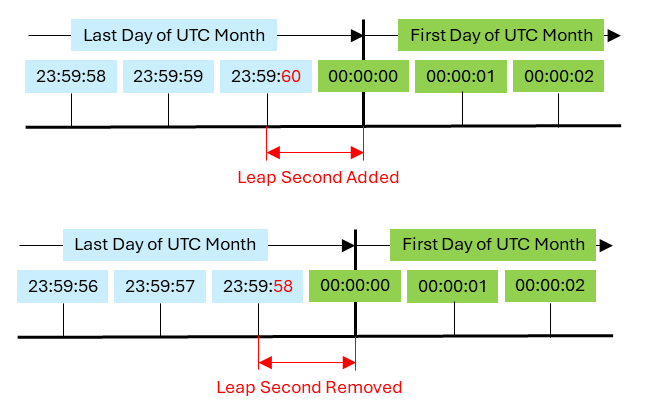 Last Day of UTC Month First Day of UTC Month
23:59:58 23:59:59 23:59:60 00:00:00 00:00:01 00:00:02
Leap Second Added
Last Day of UTC Month First Day of UTC Month
23:59:56 23:59:57 23:59:58 00:00:00 00:00:01 00:00:02
Leap Second Removed